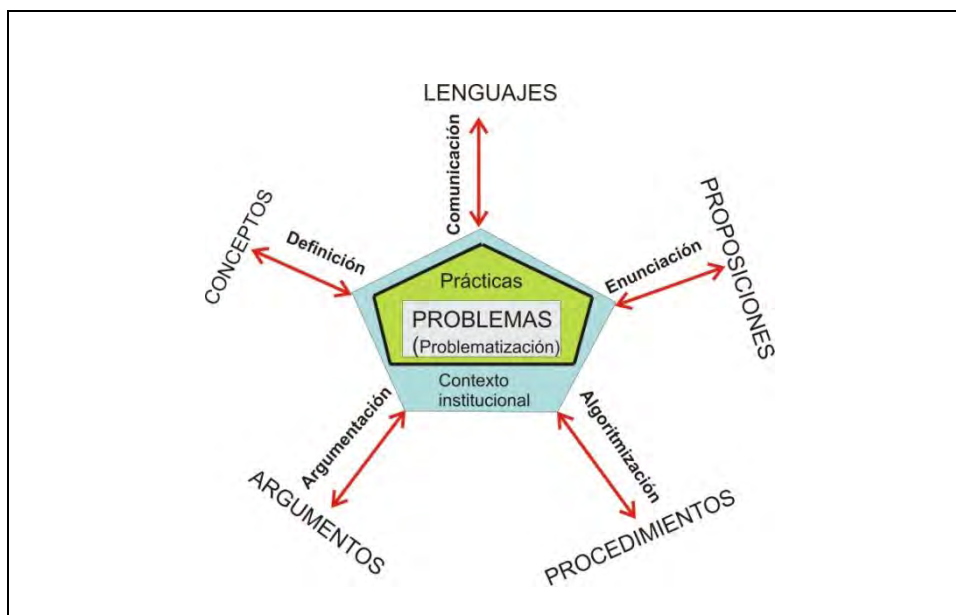 LENGUAJES
Comunicación
CONCEPTOS
Definición
PROPOSICIONES
Enunciación
Prácticas
PROBLEMAS
(Problematización)
Contexto
institucional
Argumentación
ARGUMENTOS
Algoritmización
PROCEDIMIENTOS